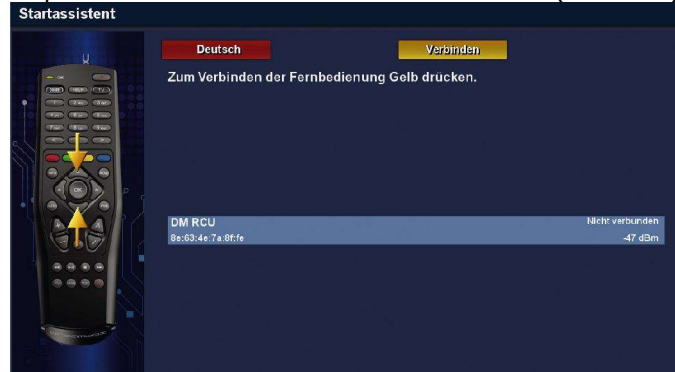 Startassistent
Deutsch
Verbinden
Zum Verbinden der Fernbedienung Gelb drücken.
OK
DM RCU
Nicht verbunden
8e:63:4e:7a:8f:fe
-47 dBm